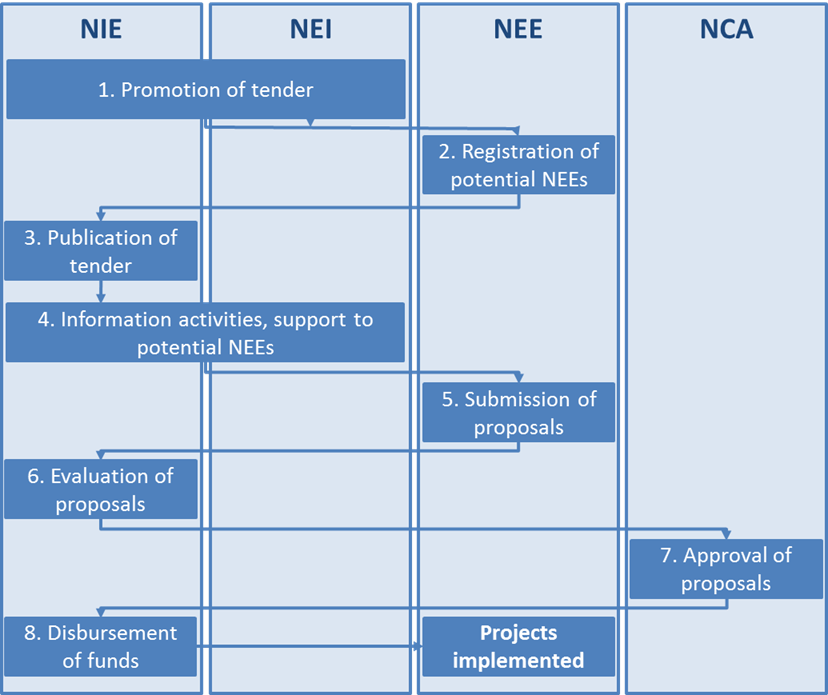 NIE
NEI
NEE
NCA
1. Promotion of tender
2. Registration of
potential NEEs
3. Publication of
tender
4. Information activities, support to
potential NEEs
5. Submission of
proposals
6. Evaluation of
proposals
7. Approval of
proposals
8. Disbursement
of funds
Projects
implemented